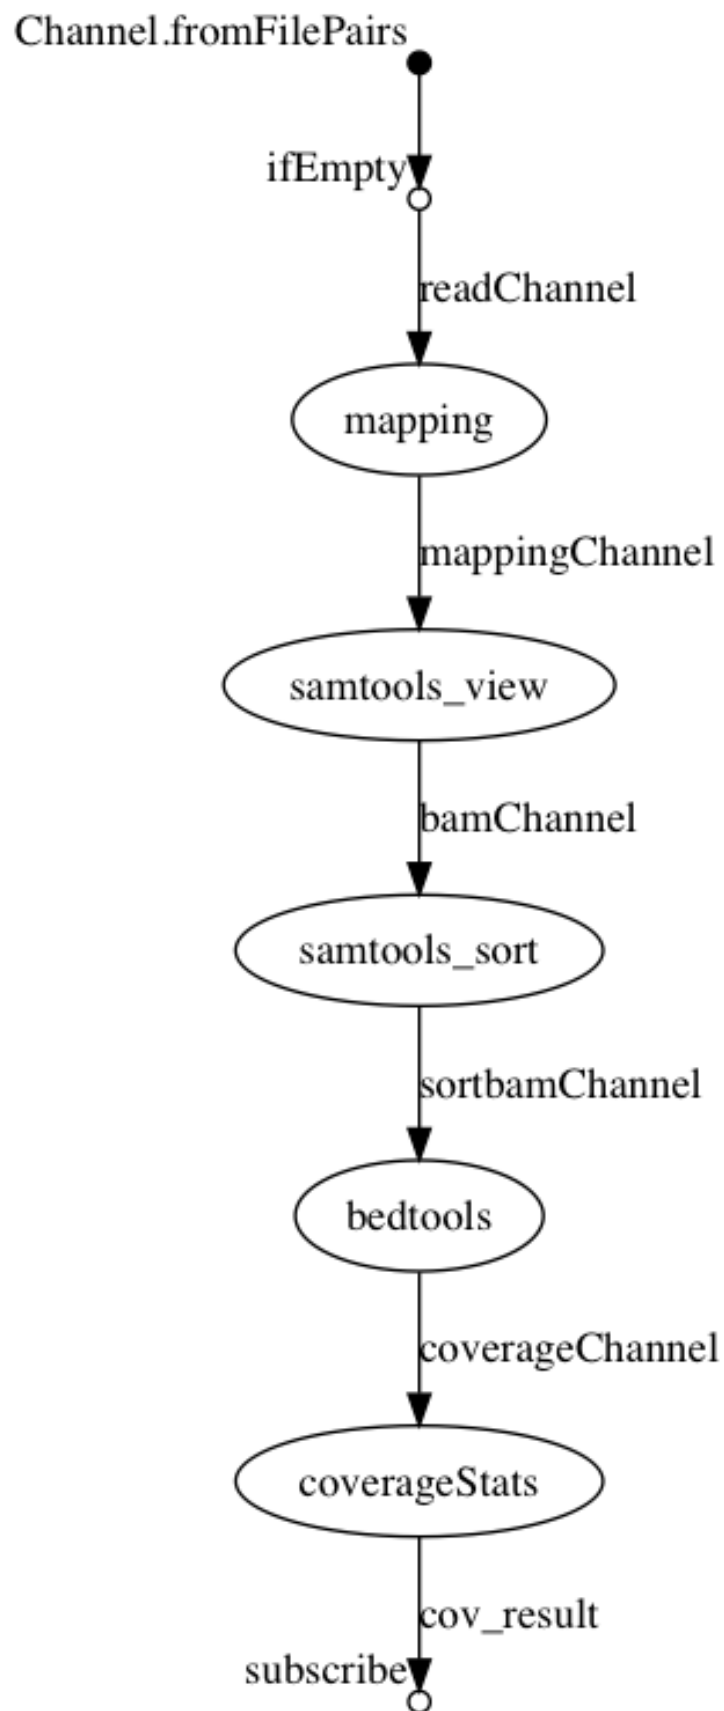 Channel.fromFilePairs
ifEmpty
readChannel
mapping
mappingChannel
samtools_view
bamChannel
samtools_sort
sortbamChannel
bedtools
coverageChannel
coverageStats
cov_result
subscribe